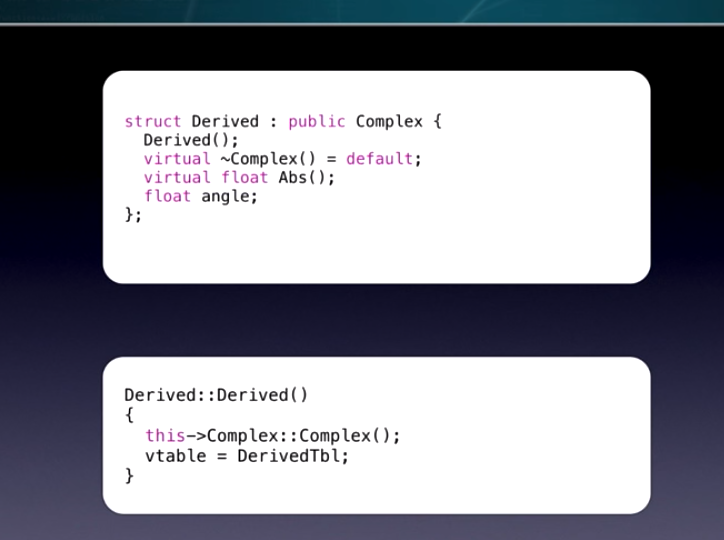 struct Derived : public Complex {
  Derived();
  virtual ~Complex() = default;
  virtual float Abs();
  float angle;
};
Derived::Derived()
{
  this->Complex::Complex();
  vtable = DerivedTbl;
}